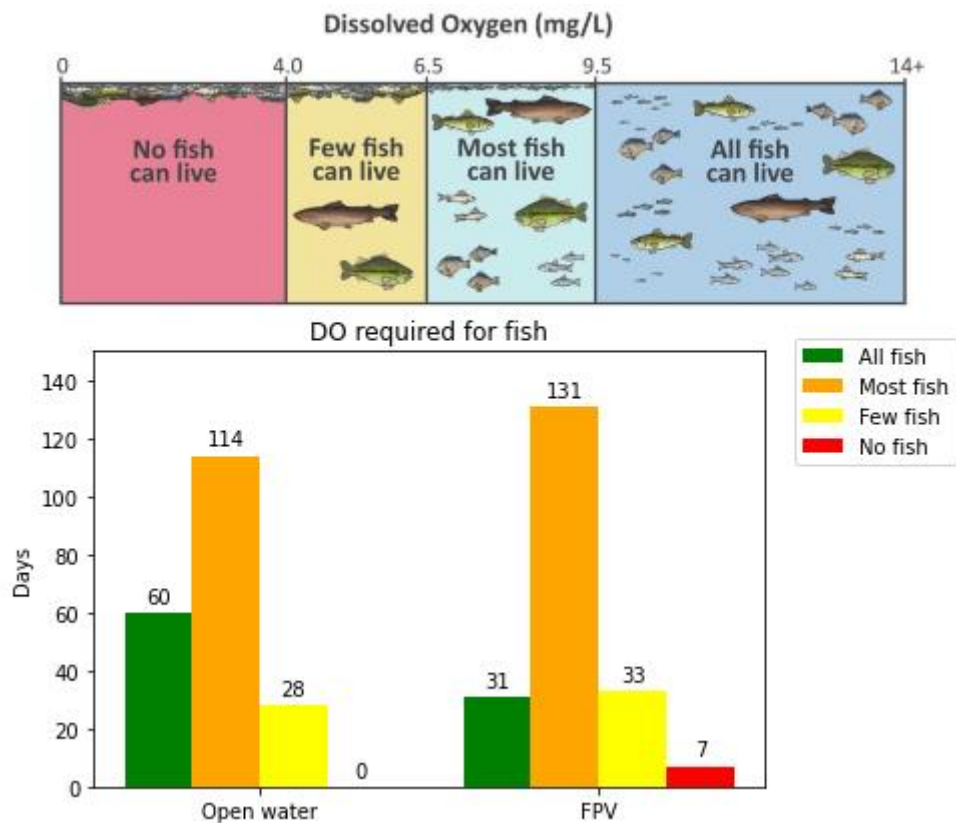 Dissolved Oxygen (mg/L)
0 4.0 6.5 9.5 14+
No fish
can live
Few fish
can live
Most fish
can live
All fish
can live
DO required for fish
All fish
Most fish
Few fish
No fish
140
120
100
80
60
40
20
0
Days
60
114
28
0
31
131
33
7
Open water
FPV